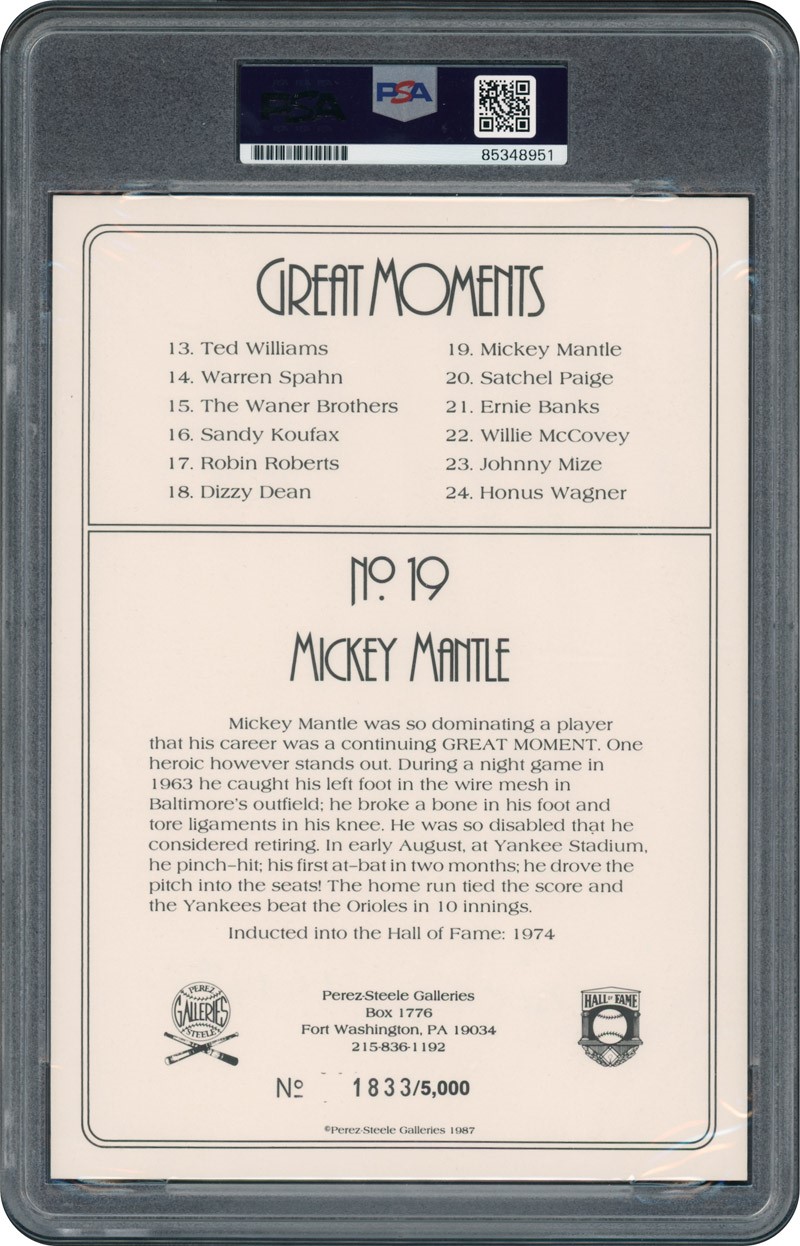 PSA
PSA
85348951
GREAT MOMENTS
13. Ted Williams
14. Warren Spahn
15. The Waner Brothers
16. Sandy Koufax
17. Robin Roberts
18. Dizzy Dean
19. Mickey Mantle
20. Satchel Paige
21. Ernie Banks
22. Willie McCovey
23. Johnny Mize
24. Honus Wagner
Nº 19
MICKEY MANTLE
Mickey Mantle was so dominating a player
that his career was a continuing GREAT MOMENT. One
heroic however stands out. During a night game in
1963 he caught his left foot in the wire mesh in
Baltimore's outfield; he broke a bone in his foot and
tore ligaments in his knee. He was so disabled that he
considered retiring. In early August, at Yankee Stadium,
he pinch-hit; his first at-bat in two months; he drove the
pitch into the seats! The home run tied the score and
the Yankees beat the Orioles in 10 innings.
Inducted into the Hall of Fame: 1974
PEREZ
GALLERIES
STEELE
Perez-Steele Galleries
Box 1776
Fort Washington, PA 19034
215-836-1192
HALL OF FAME
Nº 1833/5,000
©Perez-Steele Galleries 1987